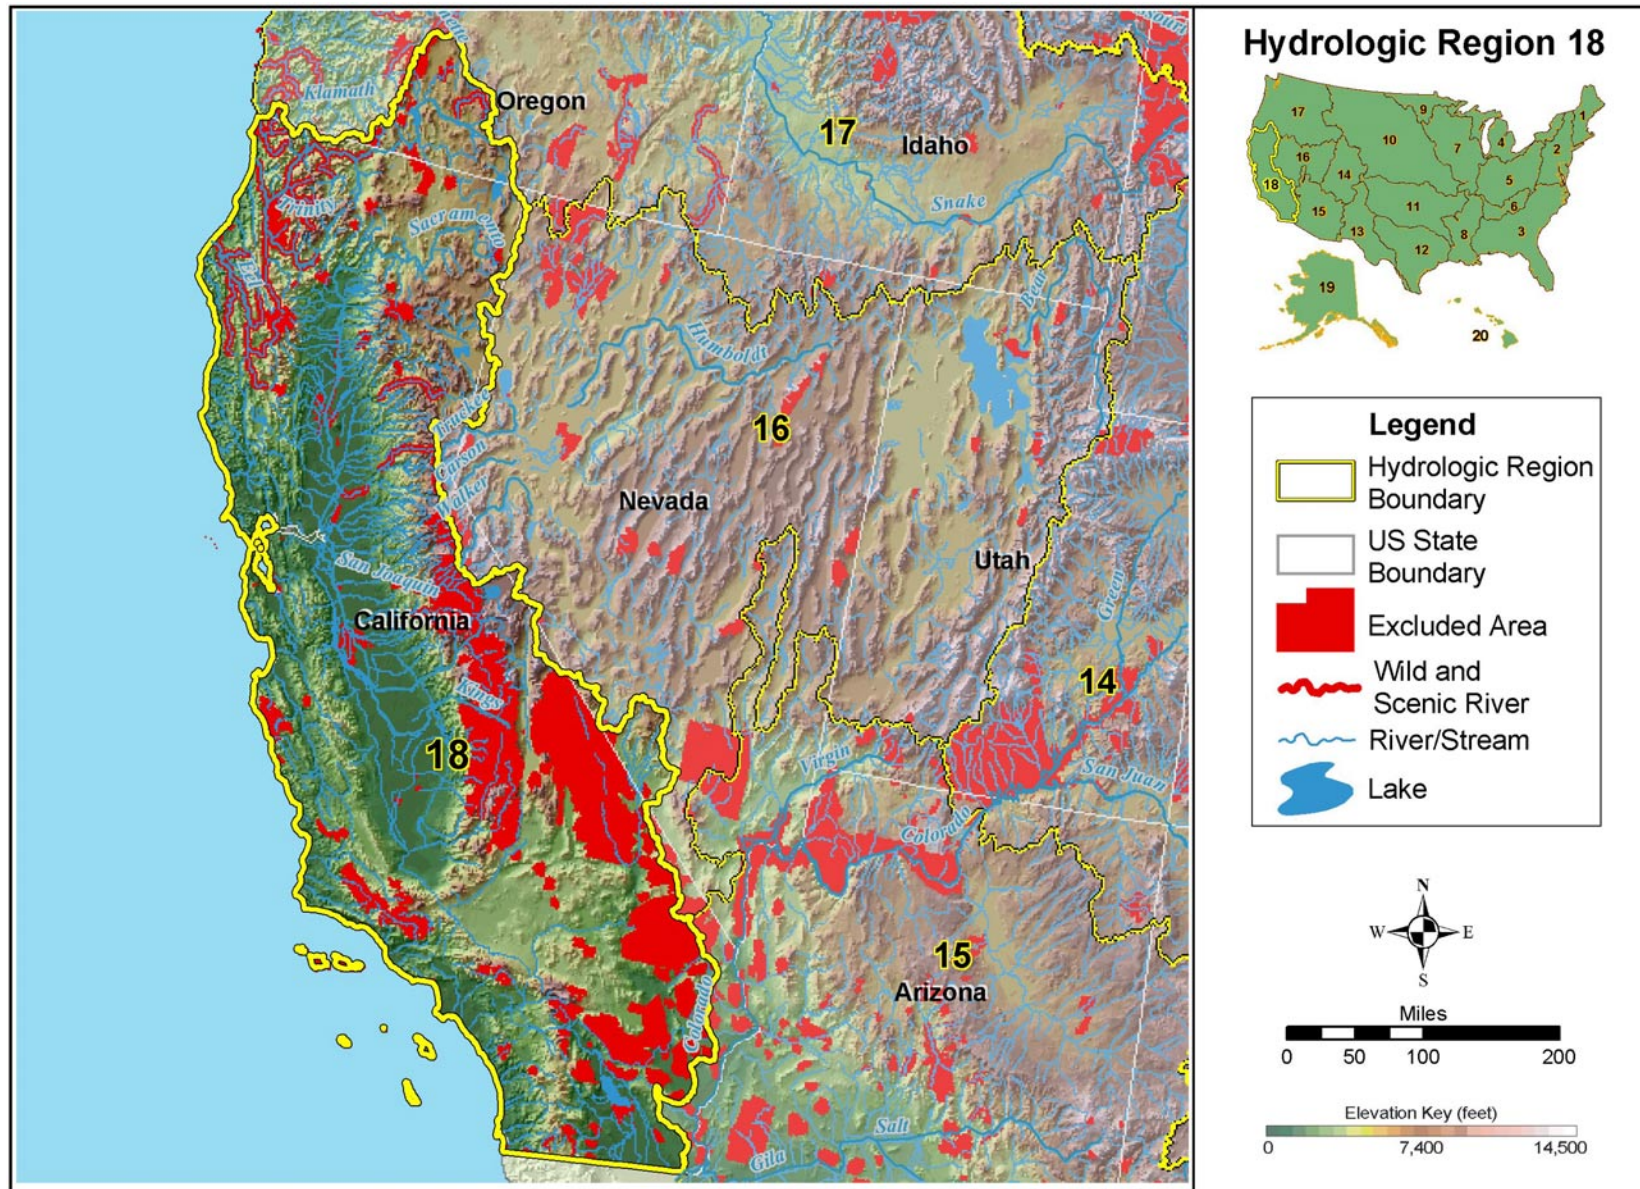 Hydrologic Region 18
17
16
18
15
14
13
10
9
11
12
7
4
5
6
8
3
2
1
19
20
Legend
Hydrologic Region
Boundary
US State
Boundary
Excluded Area
Wild and
Scenic River
River/Stream
Lake
N
W
E
S
Miles
0 50 100 200
Elevation Key (feet)
0 7,400 14,500
Klamath
Oregon
17
Idaho
Snake
Trinity
Sacramento
Eel
Bear
Humboldt
Truckee
Carson
Walker
16
Nevada
Utah
Green
San Joaquin
California
Kings
18
14
Virgin
San Juan
Colorado
15
Arizona
Colorado
Salt
Gila